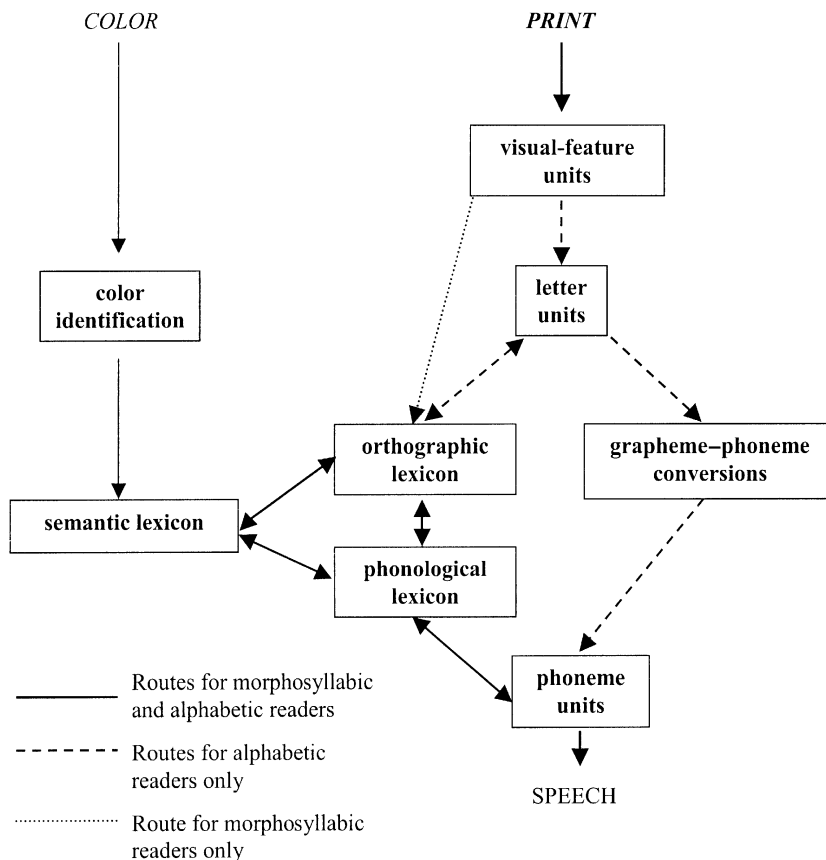 COLOR
PRINT
visual-feature
units
color
identification
letter
units
orthographic
lexicon
grapheme–phoneme
conversions
semantic lexicon
phonological
lexicon
phoneme
units
SPEECH
Routes for morphosyllabic
and alphabetic readers
Routes for alphabetic
readers only
Route for morphosyllabic
readers only